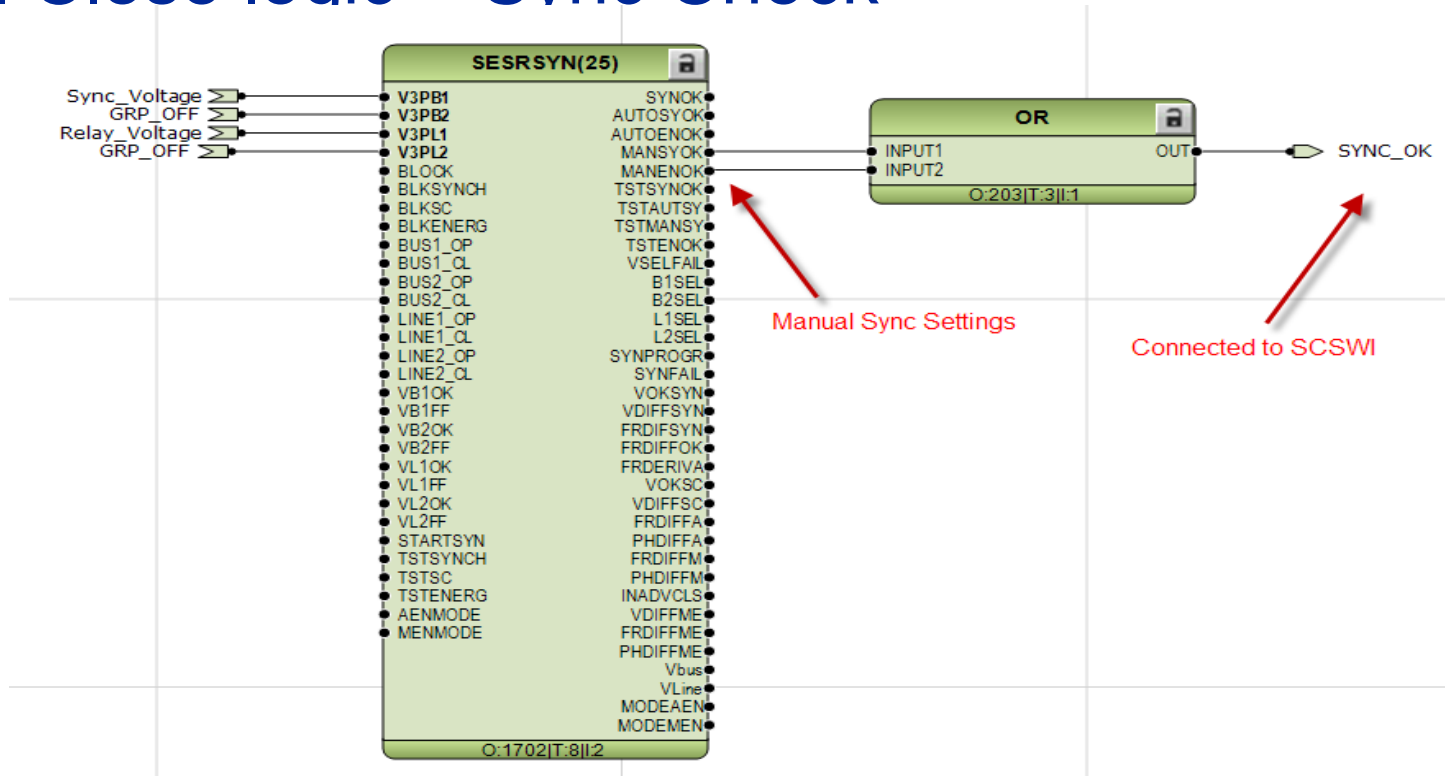 Close logic - Sync Check
SESRSYN(25)
Sync_Voltage
GRP_OFF
Relay_Voltage
GRP_OFF
V3PB1
V3PB2
V3PL1
V3PL2
BLOCK
BLKSYNCH
BLKSC
BLKENERG
BUS1_OP
BUS1_CL
BUS2_OP
BUS2_CL
LINE1_OP
LINE1_CL
LINE2_OP
LINE2_CL
VB1OK
VB1FF
VB2OK
VB2FF
VL1OK
VL1FF
VL2OK
VL2FF
STARTSYN
TSTSYNCH
TSTSC
TSTENERG
AENMODE
MENMODE
SYNOK
AUTOSYOK
AUTOENOK
MANSYOK
MANENOK
TSTSYNOK
TSTAUTSY
TSTMANSY
TSTENOK
VSELFAIL
B1SEL
B2SEL
L1SEL
L2SEL
SYNPROGR
SYNFAIL
VOKSYN
VDIFFSYN
FRDIFSYN
FRDIFFOK
FRDERIVA
VOKSC
VDIFFSC
FRDIFFA
PHDIFFA
FRDIFFM
PHDIFFM
INADVCLS
VDIFFME
FRDIFFME
PHDIFFME
Vbus
VLine
MODEAEN
MODEMEN
O:1702|T:8|I:2
OR
INPUT1
INPUT2
OUT
O:203|T:3|I:1
SYNC_OK
Manual Sync Settings
Connected to SCSWI